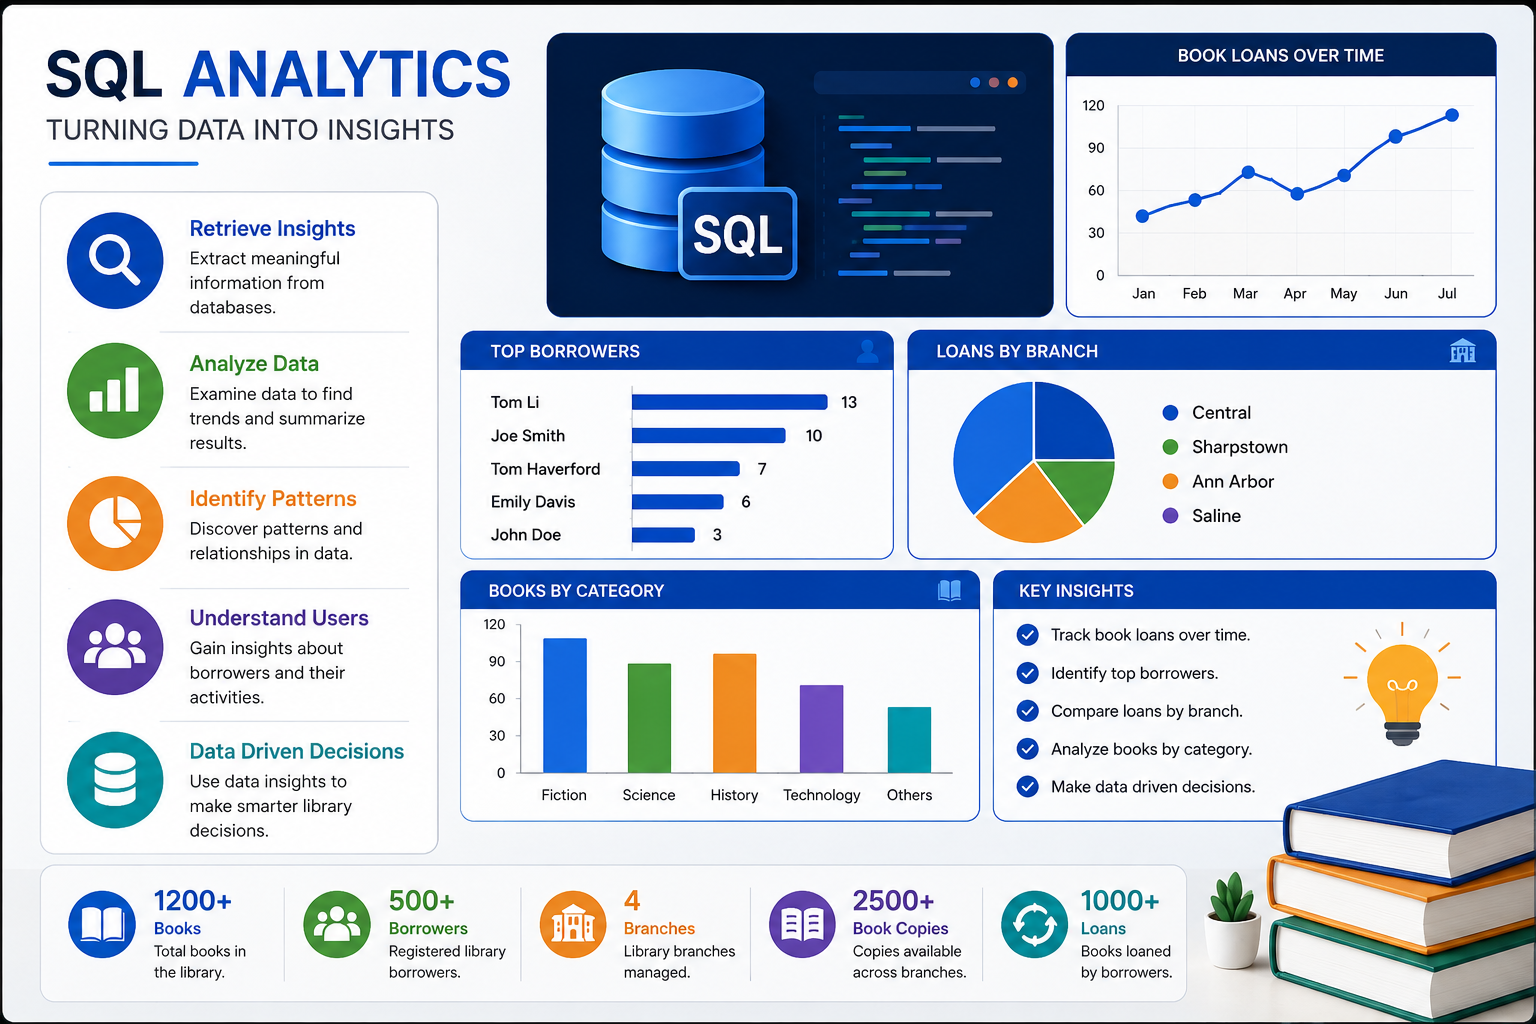 SQL ANALYTICS
TURNING DATA INTO INSIGHTS
Retrieve Insights
Extract meaningful
information from
databases.
Analyze Data
Examine data to find
trends and summarize
results.
Identify Patterns
Discover patterns and
relationships in data.
Understand Users
Gain insights about
borrowers and their
activities.
Data Driven Decisions
Use data insights to
make smarter library
decisions.
SQL
BOOK LOANS OVER TIME
120
90
60
30
0
Jan Feb Mar Apr May Jun Jul
TOP BORROWERS
Tom Li 13
Joe Smith 10
Tom Haverford 7
Emily Davis 6
John Doe 3
LOANS BY BRANCH
Central
Sharpstown
Ann Arbor
Saline
BOOKS BY CATEGORY
120
90
60
30
0
Fiction Science History Technology Others
KEY INSIGHTS
Track book loans over time.
Identify top borrowers.
Compare loans by branch.
Analyze books by category.
Make data driven decisions.
1200+
Books
Total books in
the library.
500+
Borrowers
Registered library
borrowers.
4
Branches
Library branches
managed.
2500+
Book Copies
Copies available
across branches.
1000+
Loans
Books loaned
by borrowers.